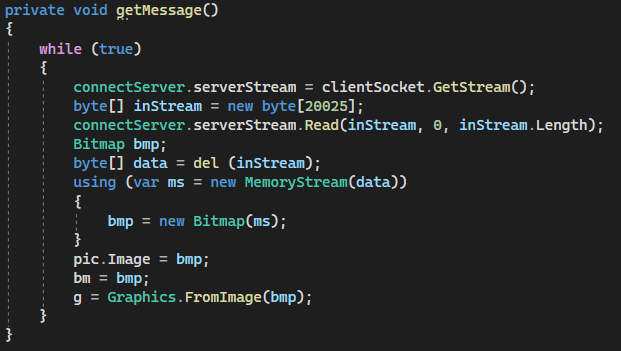 private void getMessage()
{
while (true)
{
connectServer.serverStream = clientSocket.GetStream();
byte[] inStream = new byte[20025];
connectServer.serverStream.Read(inStream, 0, inStream.Length);
Bitmap bmp;
byte[] data = del (inStream);
using (var ms = new MemoryStream(data))
{
bmp = new Bitmap(ms);
}
pic.Image = bmp;
bm = bmp;
g = Graphics.FromImage(bmp);
}
}